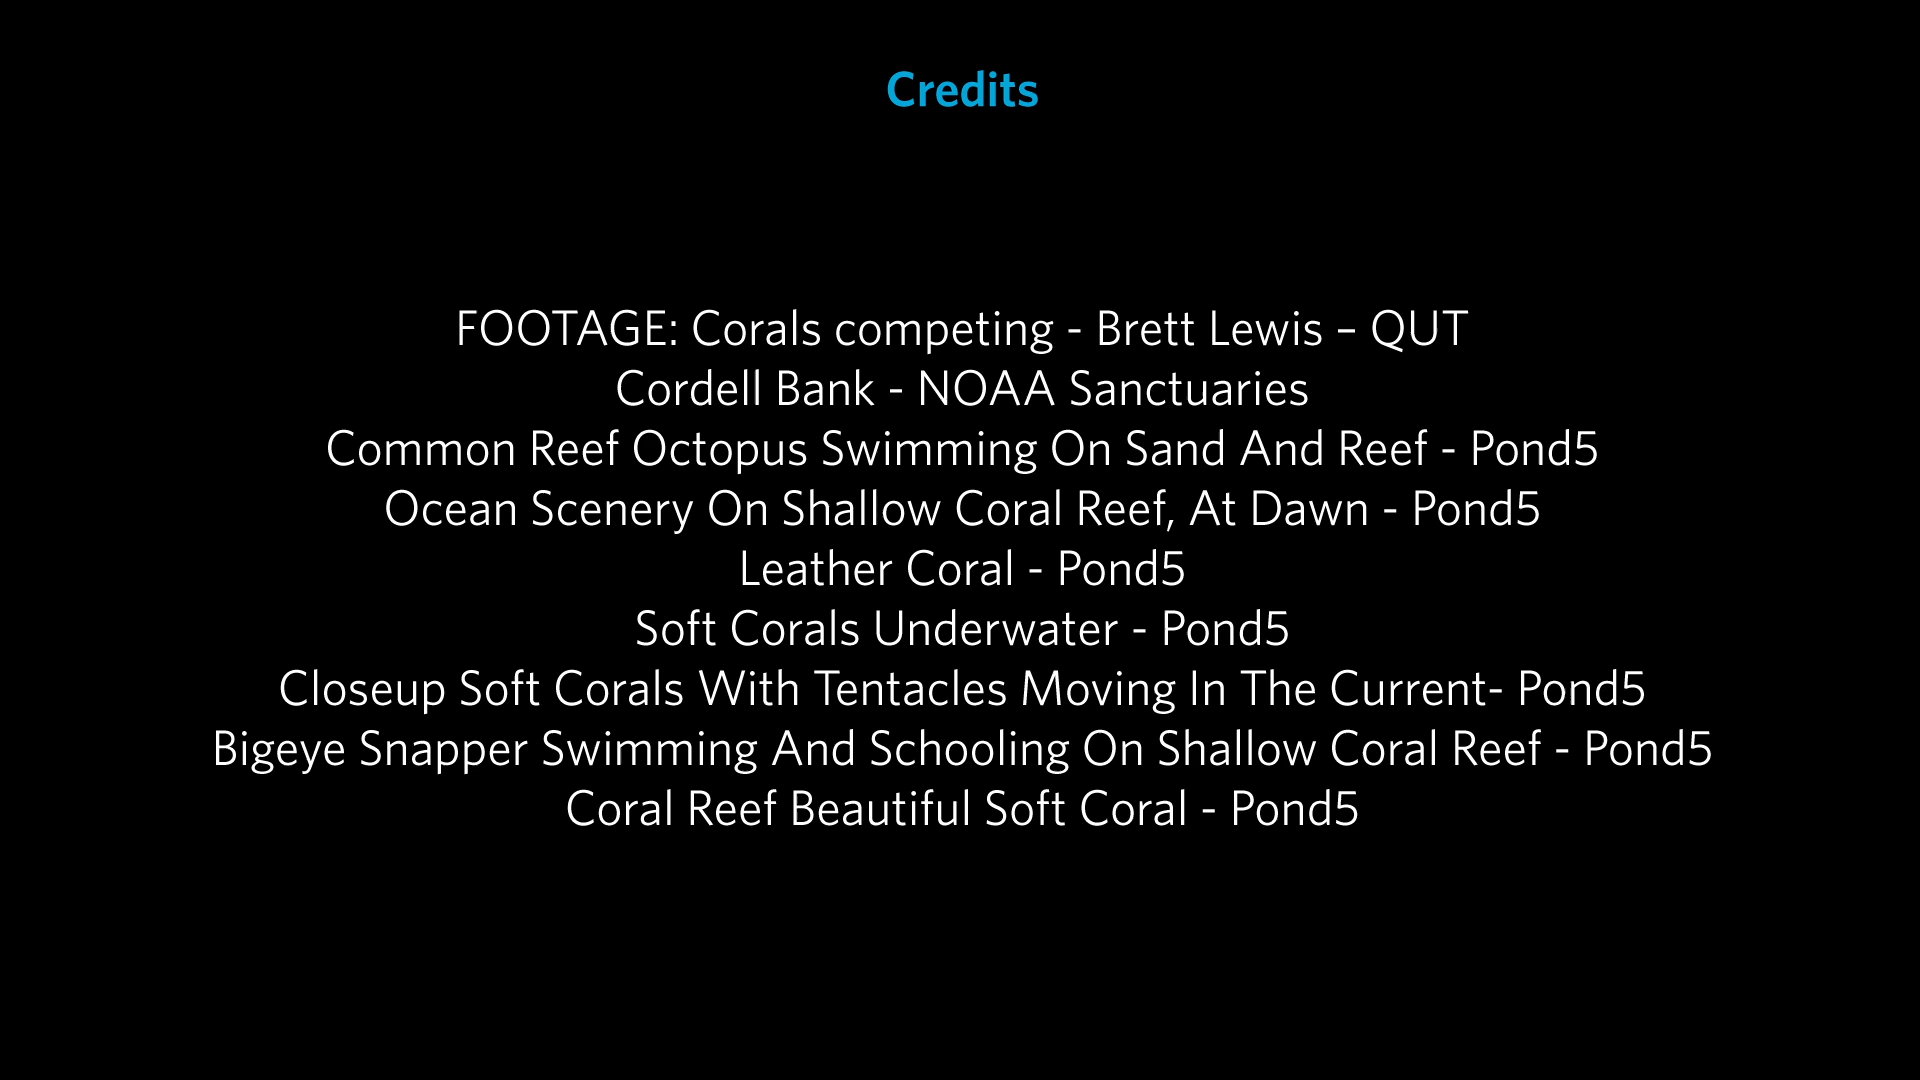 Credits
FOOTAGE: Corals competing - Brett Lewis – QUT
Cordell Bank - NOAA Sanctuaries
Common Reef Octopus Swimming On Sand And Reef - Pond5
Ocean Scenery On Shallow Coral Reef, At Dawn - Pond5
Leather Coral - Pond5
Soft Corals Underwater - Pond5
Closeup Soft Corals With Tentacles Moving In The Current- Pond5
Bigeye Snapper Swimming And Schooling On Shallow Coral Reef - Pond5
Coral Reef Beautiful Soft Coral - Pond5